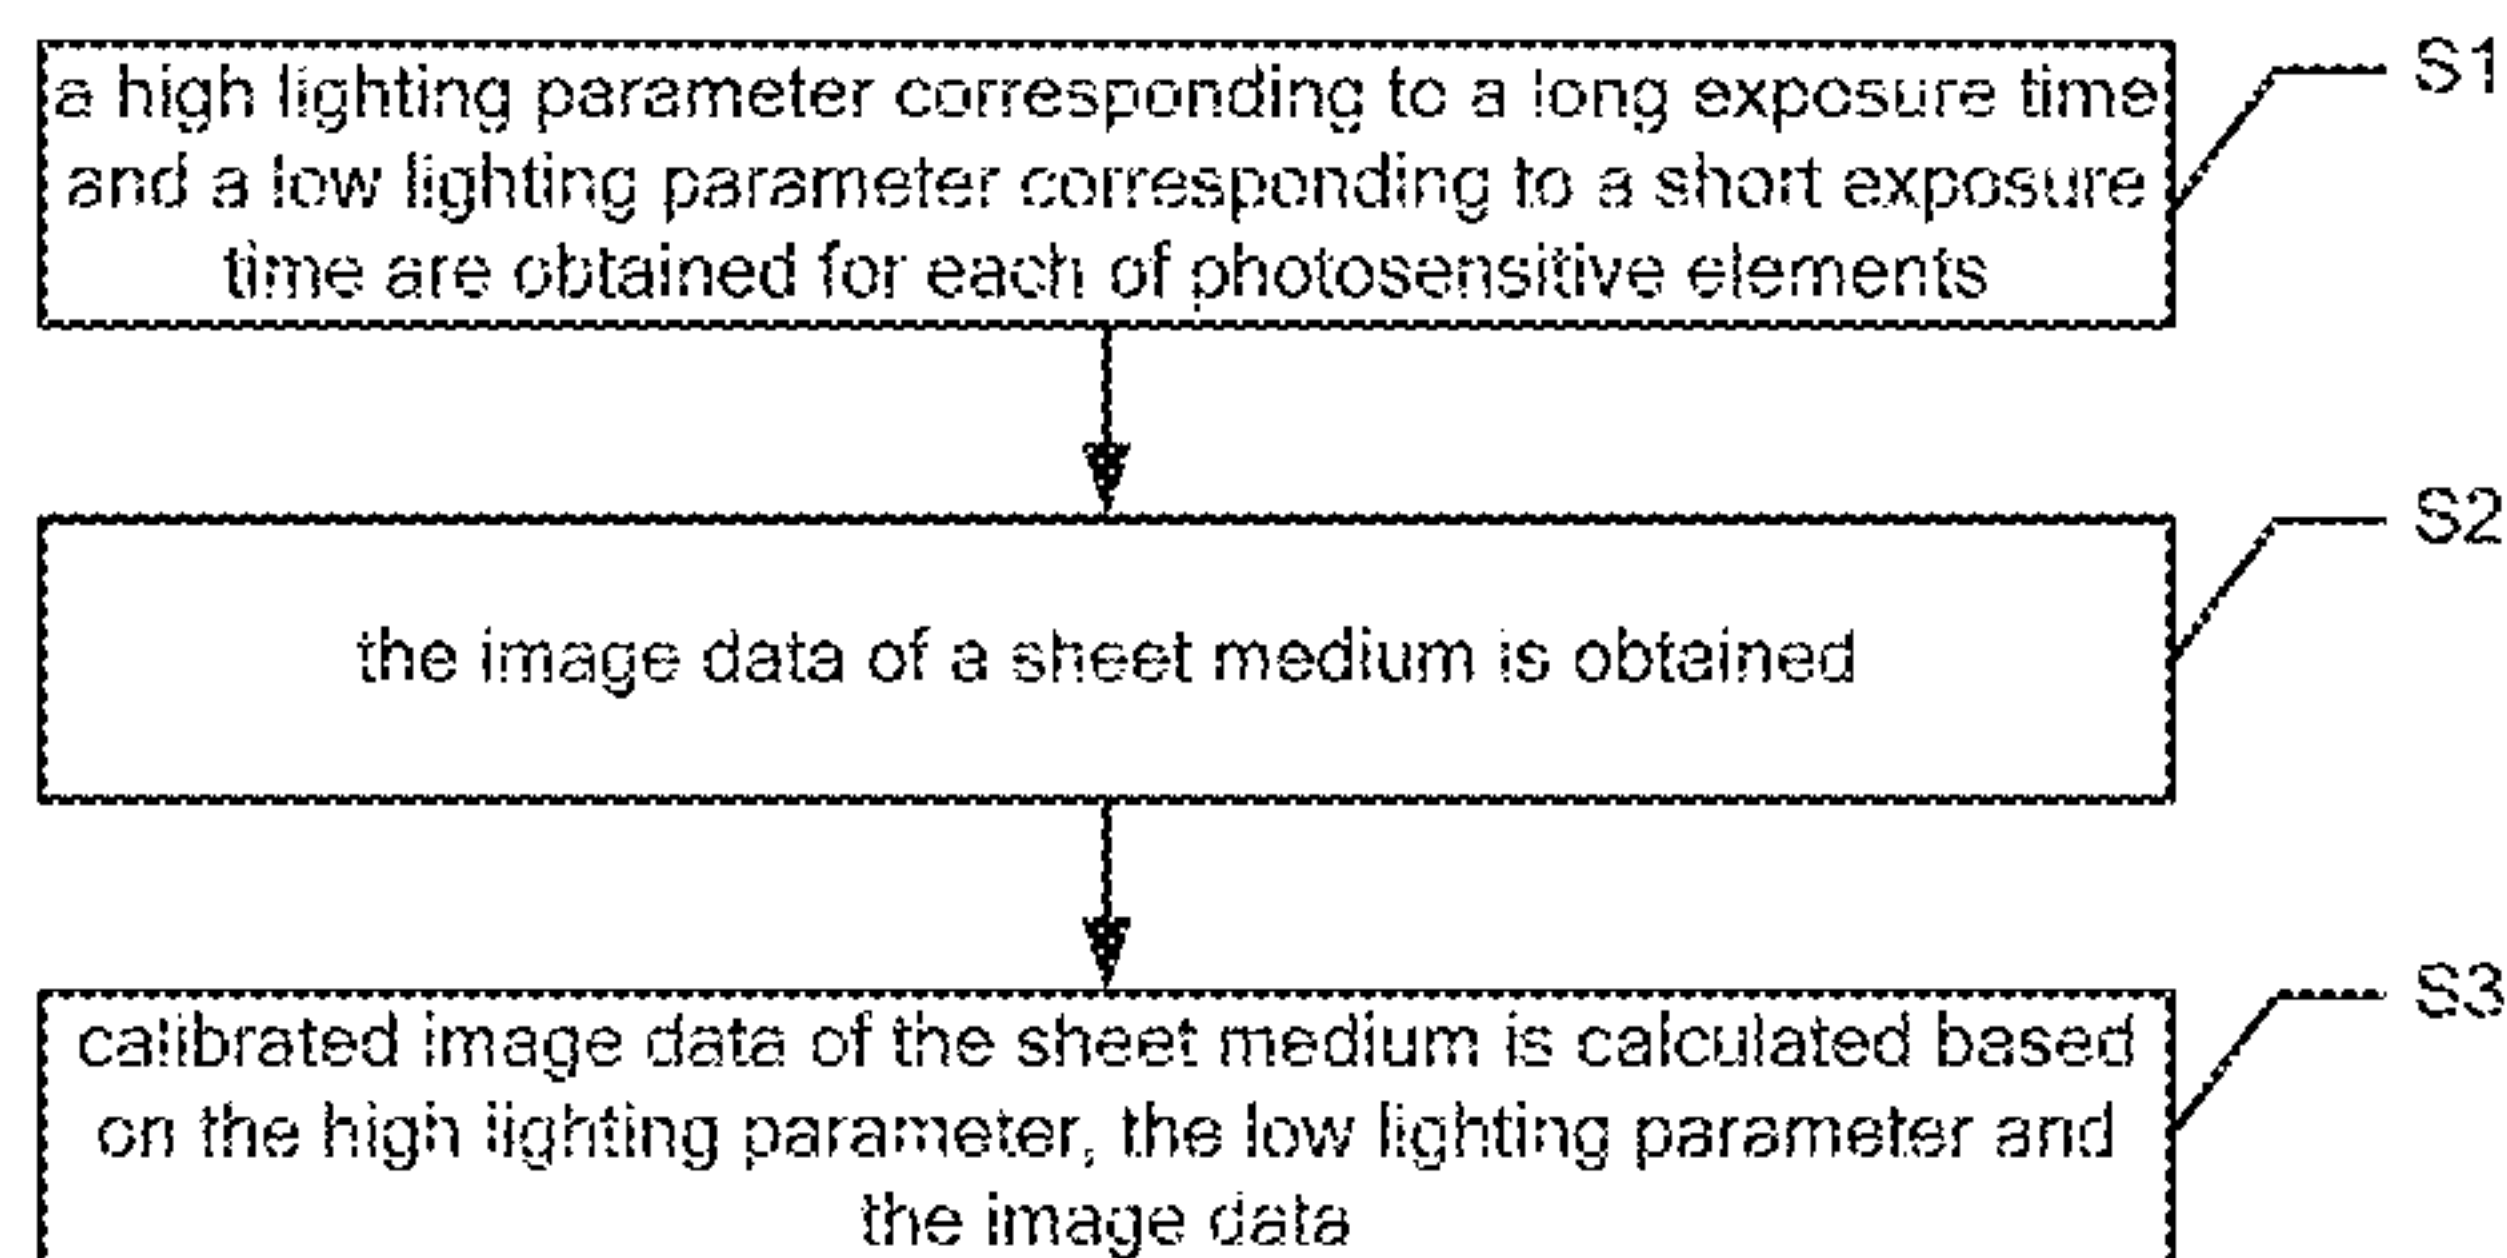 a high lighting parameter corresponding to a long exposure time
and a low lighting parameter corresponding to a short exposure
time are obtained for each of photosensitive elements
S1
the image data of a sheet medium is obtained
S2
calibrated image data of the sheet medium is calculated based
on the high lighting parameter, the low lighting parameter and
the image data
S3